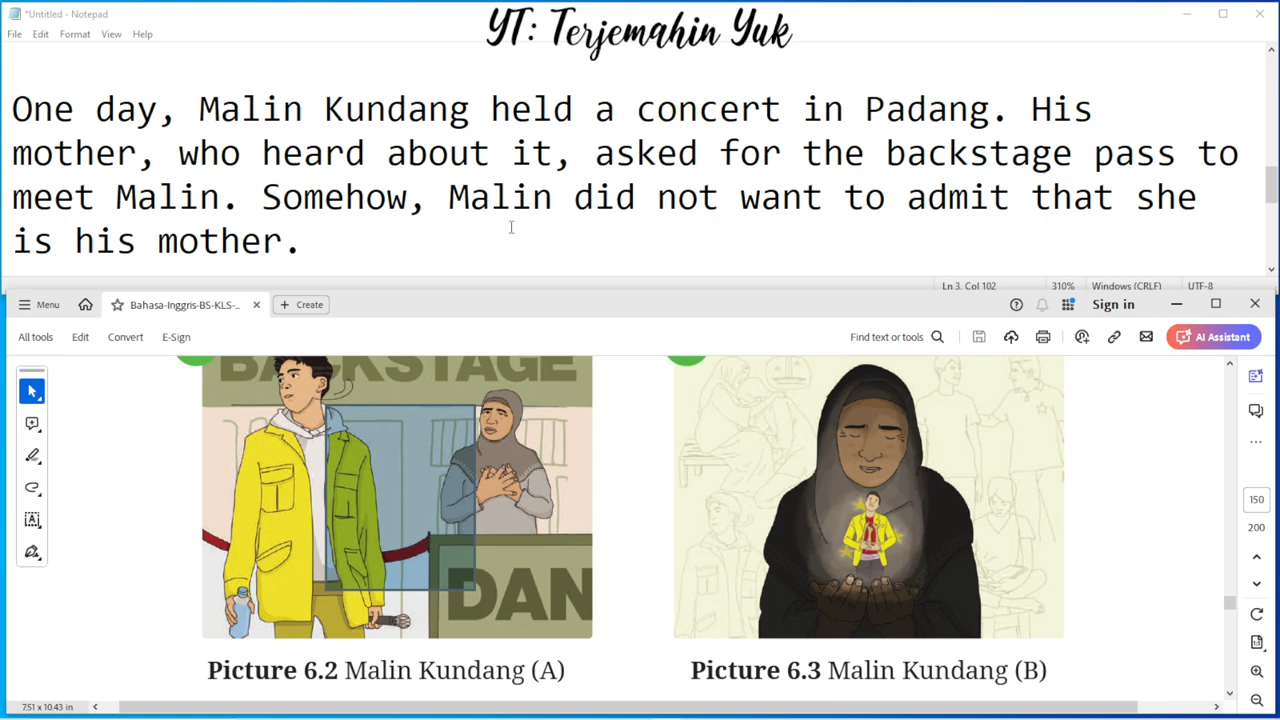 *Untitled - Notepad
YT: Terjemahin Yuk
File Edit Format View Help
One day, Malin Kundang held a concert in Padang. His
mother, who heard about it, asked for the backstage pass to
meet Malin. Somehow, Malin did not want to admit that she
is his mother.
Ln 3, Col 102 310% Windows (CRLF) UTF-8
Menu Bahasa-Inggris-BS-KLS-... Create Sign in
All tools Edit Convert E-Sign Find text or tools AI Assistant
BACKSTAGE
DAN
150
200
Picture 6.2 Malin Kundang (A)
Picture 6.3 Malin Kundang (B)
7.51 x 10.43 in